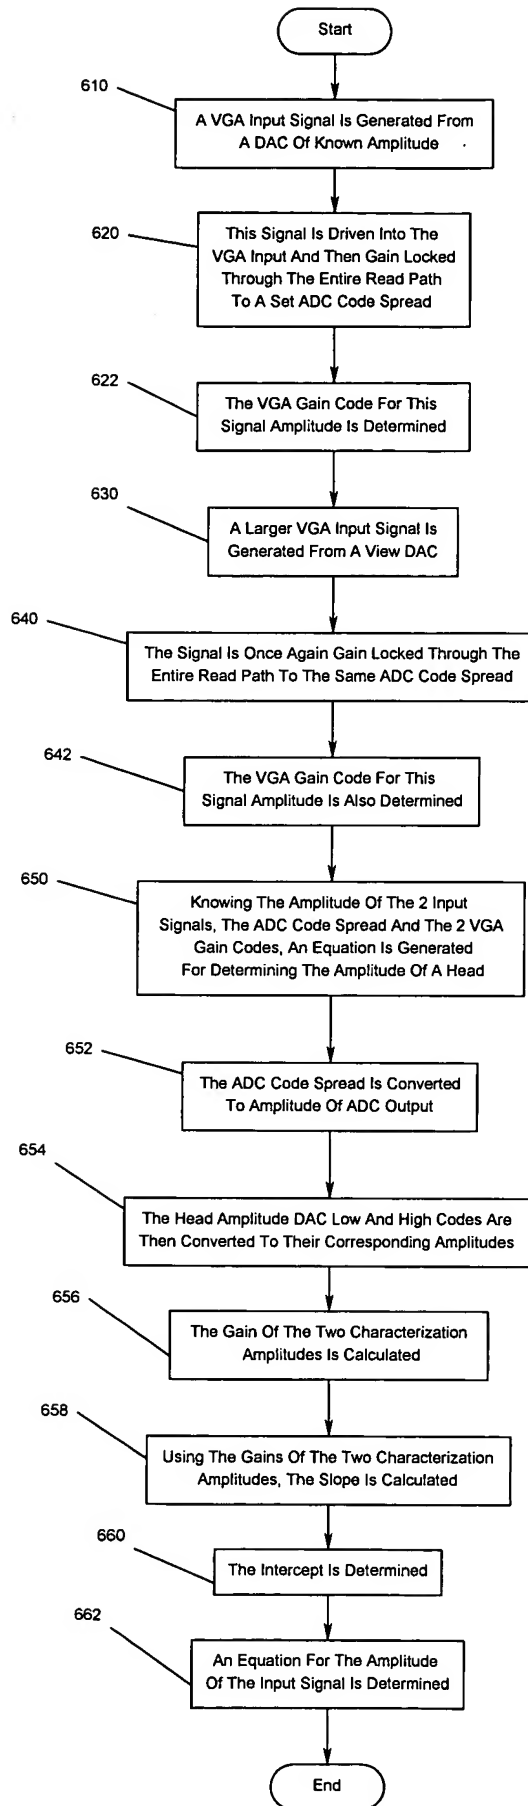 Start
610
A VGA Input Signal Is Generated From
A DAC Of Known Amplitude
620
This Signal Is Driven Into The
VGA Input And Then Gain Locked
Through The Entire Read Path
To A Set ADC Code Spread
622
The VGA Gain Code For This
Signal Amplitude Is Determined
630
A Larger VGA Input Signal Is
Generated From A View DAC
640
The Signal Is Once Again Gain Locked Through The
Entire Read Path To The Same ADC Code Spread
642
The VGA Gain Code For This
Signal Amplitude Is Also Determined
650
Knowing The Amplitude Of The 2 Input
Signals, The ADC Code Spread And The 2 VGA
Gain Codes, An Equation Is Generated
For Determining The Amplitude Of A Head
652
The ADC Code Spread Is Converted
To Amplitude Of ADC Output
654
The Head Amplitude DAC Low And High Codes Are
Then Converted To Their Corresponding Amplitudes
656
The Gain Of The Two Characterization
Amplitudes Is Calculated
658
Using The Gains Of The Two Characterization
Amplitudes, The Slope Is Calculated
660
The Intercept Is Determined
662
An Equation For The Amplitude
Of The Input Signal Is Determined
End